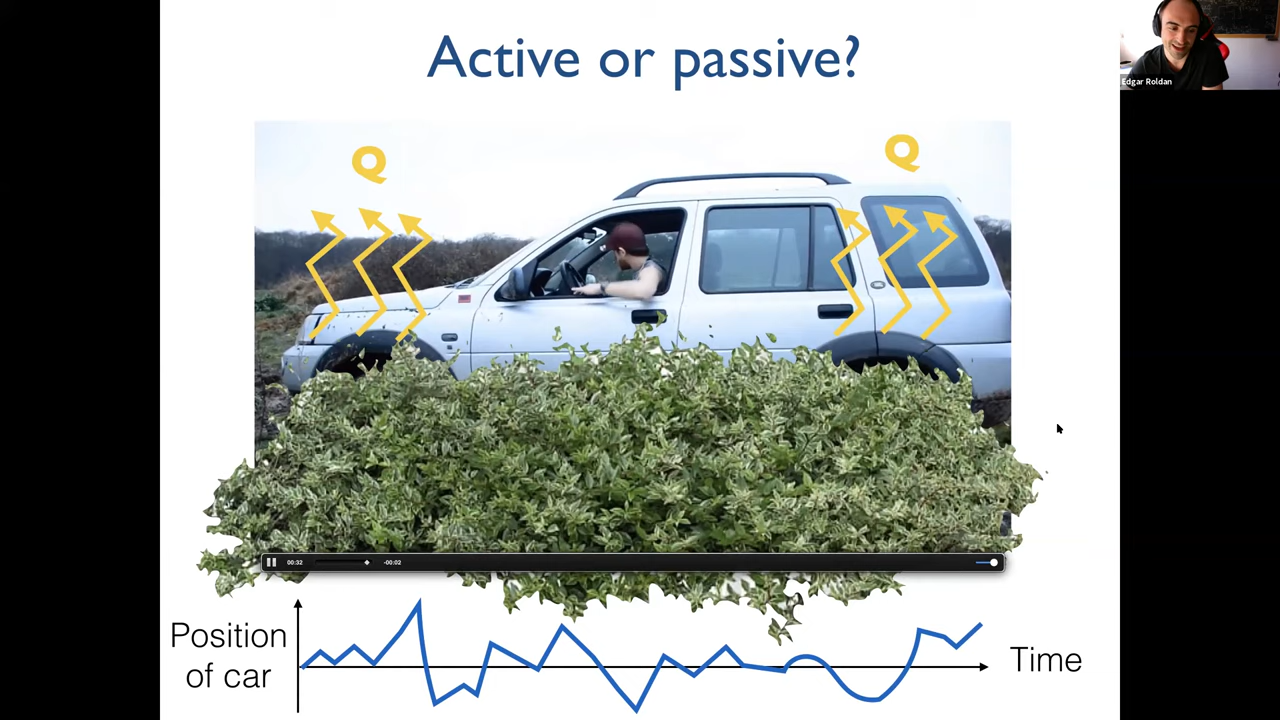 Active or passive?
Edgar Roldan
Q
Q
00:32
-00:02
Position
of car
Time